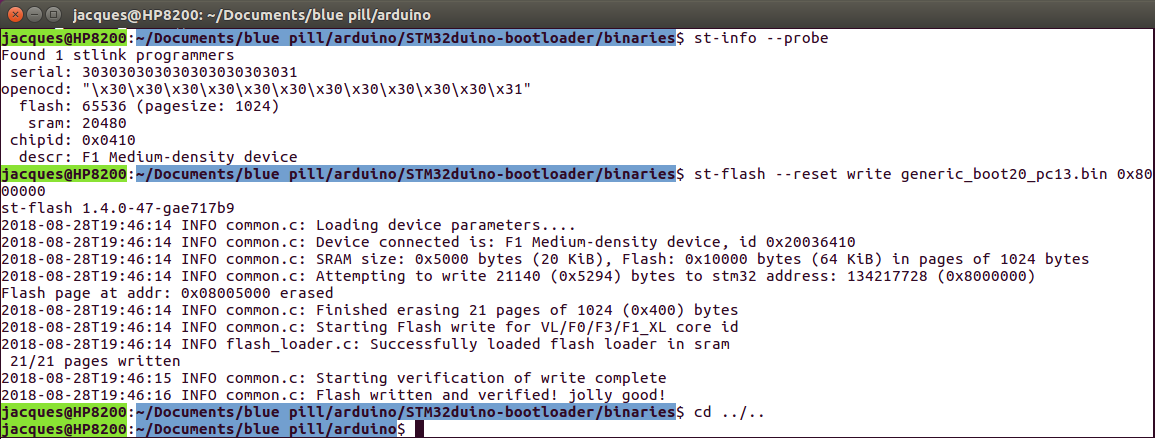 jacques@HP8200: ~/Documents/blue pill/arduino
jacques@HP8200:~/Documents/blue pill/arduino/STM32duino-bootloader/binaries$ st-info --probe
Found 1 stlink programmers
 serial: 303030303030303030303031
openocd: "\x30\x30\x30\x30\x30\x30\x30\x30\x30\x30\x30\x31"
  flash: 65536 (pagesize: 1024)
   sram: 20480
 chipid: 0x0410
  descr: F1 Medium-density device
jacques@HP8200:~/Documents/blue pill/arduino/STM32duino-bootloader/binaries$ st-flash --reset write generic_boot20_pc13.bin 0x80
00000
st-flash 1.4.0-47-gae717b9
2018-08-28T19:46:14 INFO common.c: Loading device parameters....
2018-08-28T19:46:14 INFO common.c: Device connected is: F1 Medium-density device, id 0x20036410
2018-08-28T19:46:14 INFO common.c: SRAM size: 0x5000 bytes (20 KiB), Flash: 0x10000 bytes (64 KiB) in pages of 1024 bytes
2018-08-28T19:46:14 INFO common.c: Attempting to write 21140 (0x5294) bytes to stm32 address: 134217728 (0x8000000)
Flash page at addr: 0x08005000 erased
2018-08-28T19:46:14 INFO common.c: Finished erasing 21 pages of 1024 (0x400) bytes
2018-08-28T19:46:14 INFO common.c: Starting Flash write for VL/F0/F3/F1_XL core id
2018-08-28T19:46:14 INFO flash_loader.c: Successfully loaded flash loader in sram
 21/21 pages written
2018-08-28T19:46:15 INFO common.c: Starting verification of write complete
2018-08-28T19:46:16 INFO common.c: Flash written and verified! jolly good!
jacques@HP8200:~/Documents/blue pill/arduino/STM32duino-bootloader/binaries$ cd ../..
jacques@HP8200:~/Documents/blue pill/arduino$